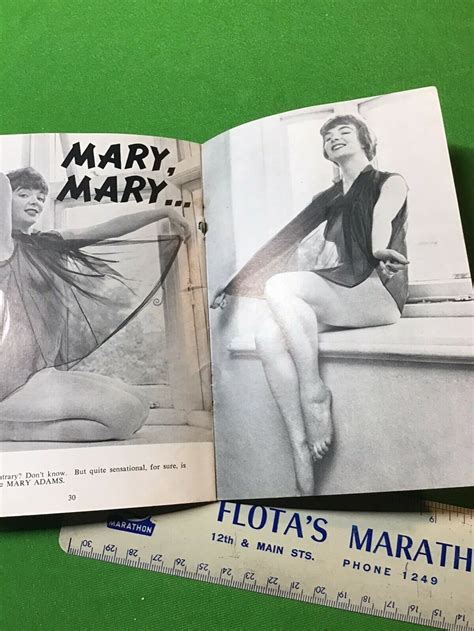 MARY,
MARY...
trary? Don't know. But quite sensational, for sure, is
MARY ADAMS.
30
MARATHON
FLOTA'S MARATH
12th & MAIN STS.
PHONE 1249